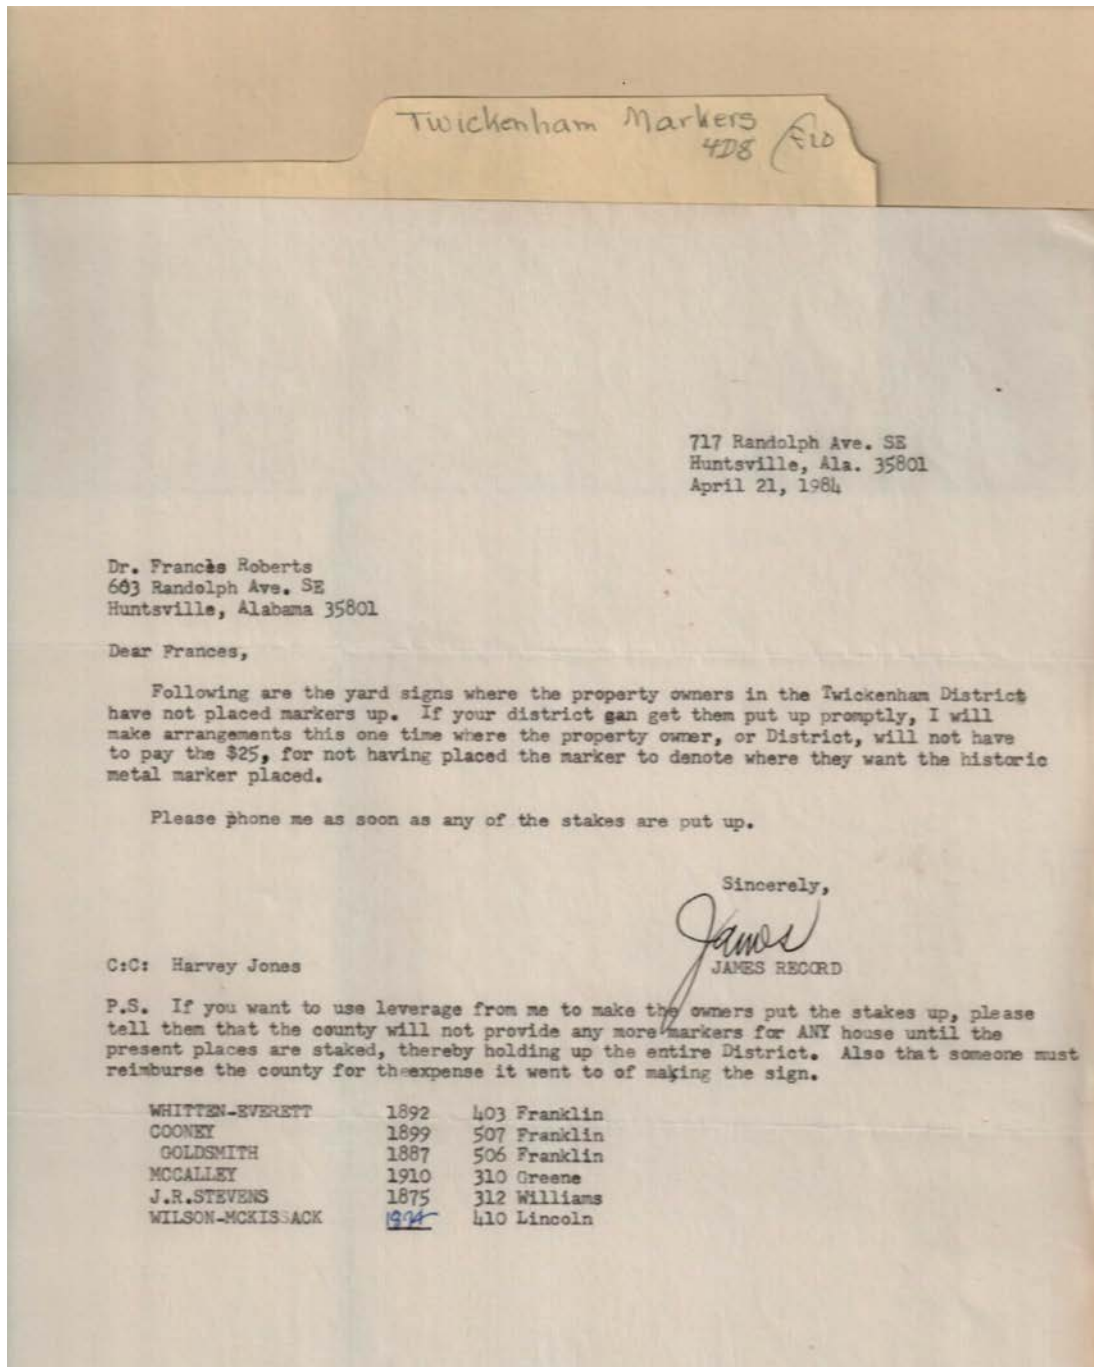 Twickenham Markers
4D8
717 Randolph Ave. SE
Huntsville, Ala. 35801
April 21, 1984
Dr. Frances Roberts
603 Randolph Ave. SE
Huntsville, Alabama 35801
Dear Frances,
Following are the yard signs where the property owners in the Twickenham District
have not placed markers up. If your district can get them put up promptly, I will
make arrangements this one time where the property owner, or District, will not have
to pay the $25, for not having placed the marker to denote where they want the historic
metal marker placed.
Please phone me as soon as any of the stakes are put up.
Sincerely,
James
JAMES RECORD
C:C: Harvey Jones
P.S. If you want to use leverage from me to make the owners put the stakes up, please
tell them that the county will not provide any more markers for ANY house until the
present places are staked, thereby holding up the entire District. Also that someone must
reimburse the county for theexpense it went to of making the sign.
WHITTEN-EVERETT 1892 403 Franklin
COONEY 1899 507 Franklin
GOLDSMITH 1887 506 Franklin
MCCALLEY 1910 310 Greene
J.R.STEVENS 1875 312 Williams
WILSON-MCKISSACK 410 Lincoln